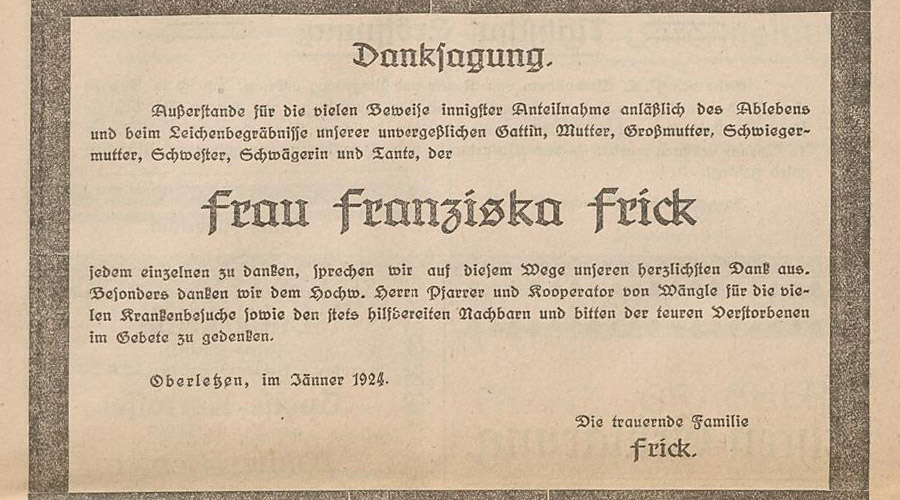 Danksagung.
Außerstande für die vielen Beweise innigster Anteilnahme anläßlich des Ablebens
und beim Leichenbegräbnisse unserer unvergeßlichen Gattin, Mutter, Großmutter, Schwieger-
mutter, Schwester, Schwägerin und Tante, der
Frau Franziska Frick
jedem einzelnen zu danken, sprechen wir auf diesem Wege unseren herzlichsten Dank aus.
Besonders danken wir dem Hochw. Herrn Pfarrer und Kooperator von Wängle für die vie-
len Krankenbesuche sowie den stets hilfsbereiten Nachbarn und bitten der teuren Verstorbenen
im Gebete zu gedenken.
Oberletzen, im Jänner 1924.
Die trauernde Familie
Frick.